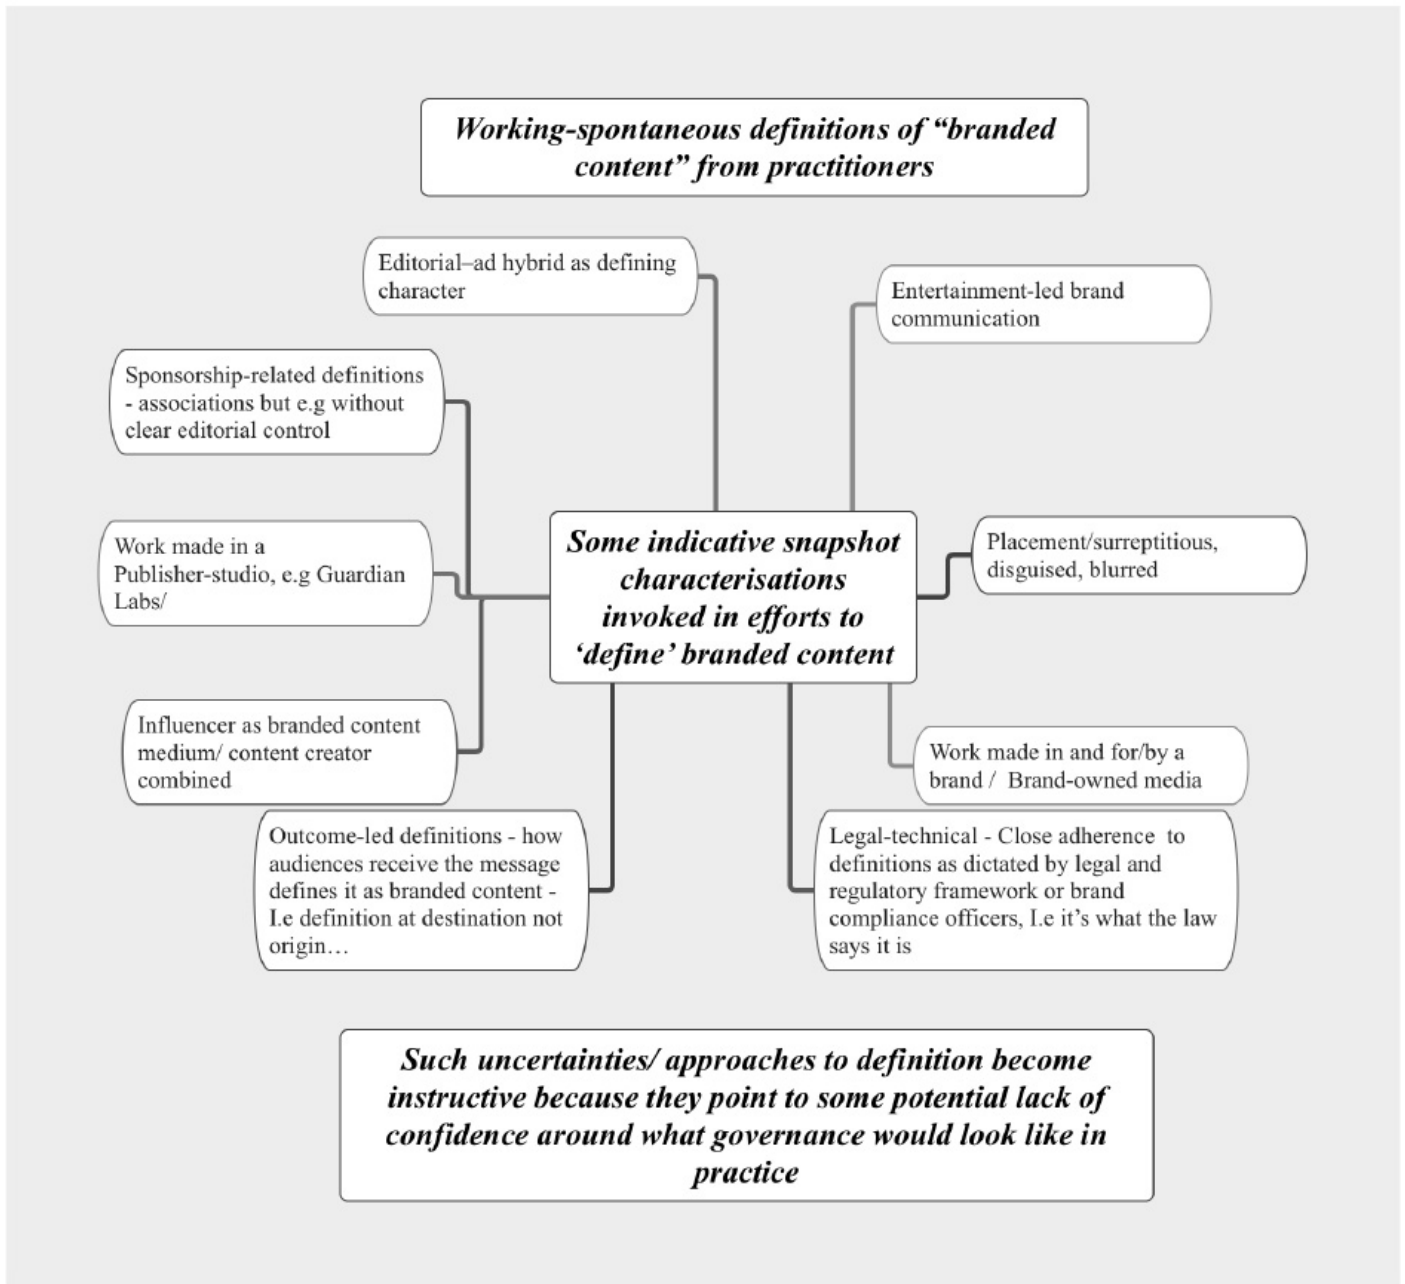 Working-spontaneous definitions of “branded
content” from practitioners
Editorial–ad hybrid as defining
character
Entertainment-led brand
communication
Sponsorship-related definitions
- associations but e.g without
clear editorial control
Work made in a
Publisher-studio, e.g Guardian
Labs/
Some indicative snapshot
characterisations
invoked in efforts to
‘define’ branded content
Placement/surreptitious,
disguised, blurred
Influencer as branded content
medium/ content creator
combined
Work made in and for/by a
brand / Brand-owned media
Outcome-led definitions - how
audiences receive the message
defines it as branded content -
I.e definition at destination not
origin…
Legal-technical - Close adherence to
definitions as dictated by legal and
regulatory framework or brand
compliance officers, I.e it’s what the law
says it is
Such uncertainties/ approaches to definition become
instructive because they point to some potential lack of
confidence around what governance would look like in
practice